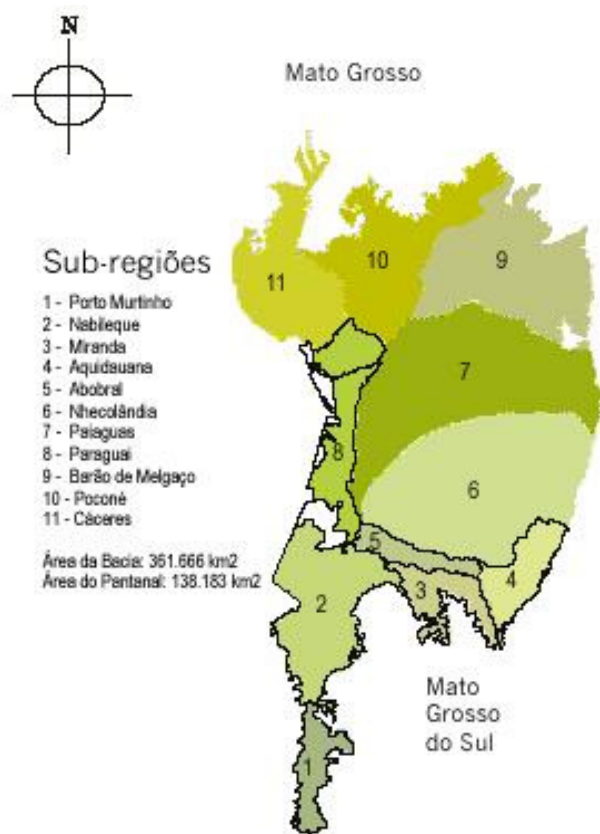 N
Mato Grosso
Sub-regiões
1 - Porto Murtinho
2 - Nabileque
3 - Miranda
4 - Aquidauana
5 - Abobral
6 - Nhecolândia
7 - Paiaguas
8 - Paraguai
9 - Barão de Melgaço
10 - Poconé
11 - Cáceres
Área da Bacia: 361.666 km2
Área do Pantanal: 138.183 km2
11
10
9
7
8
6
5
4
3
2
1
Mato
Grosso
do Sul